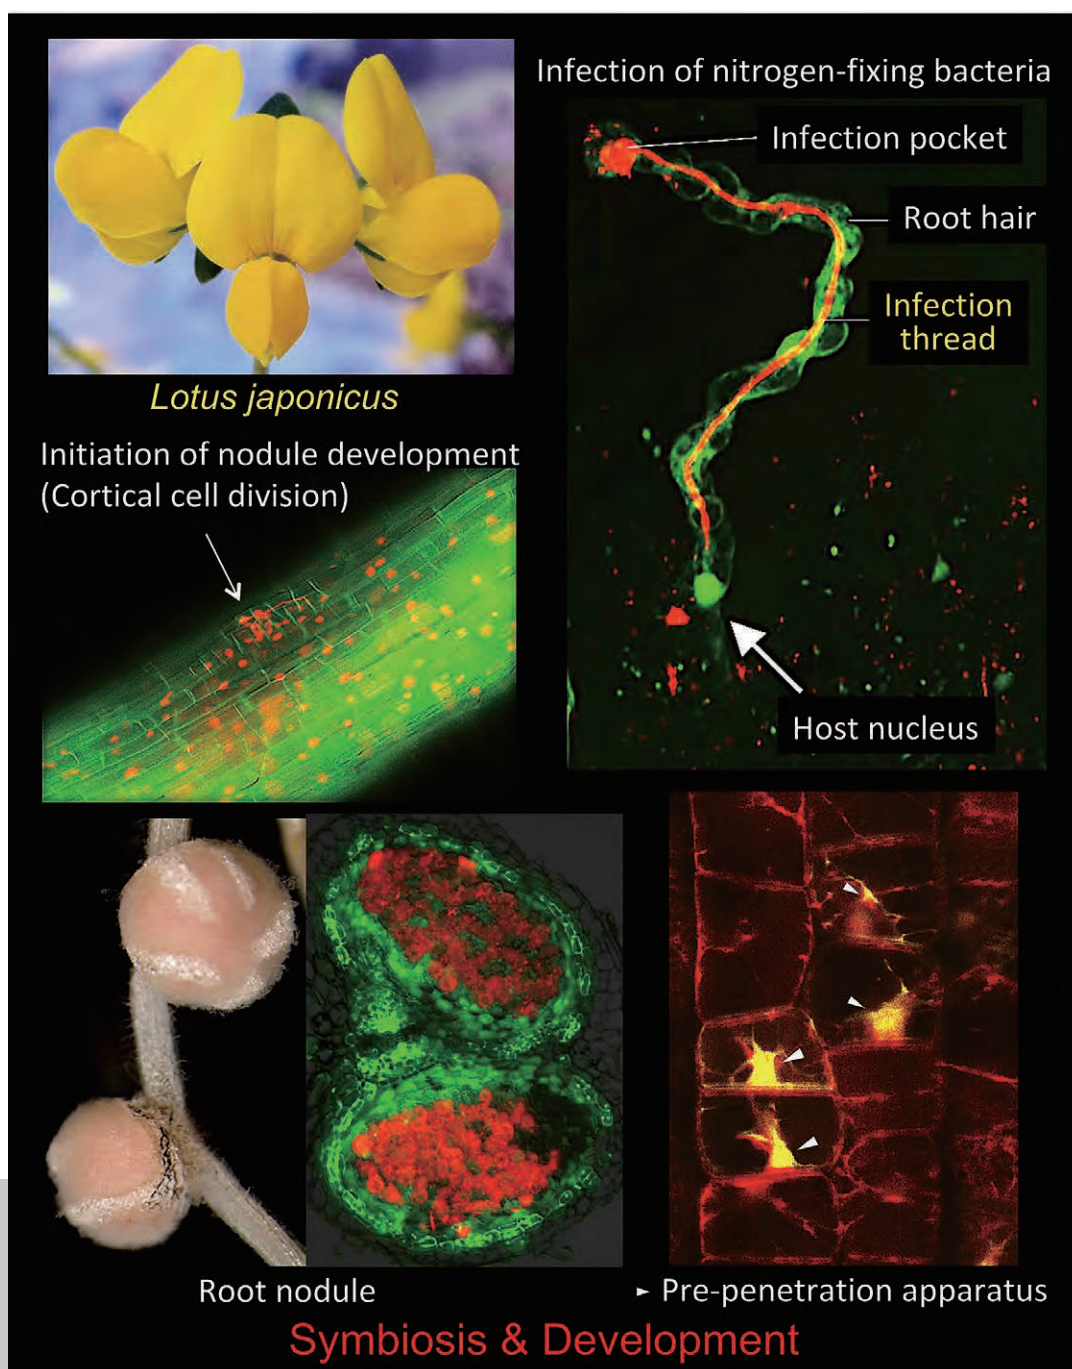 Infection of nitrogen-fixing bacteria
Infection pocket
Root hair
Infection
thread
Host nucleus
Lotus japonicus
Initiation of nodule development
(Cortical cell division)
Root nodule
► Pre-penetration apparatus
Symbiosis & Development